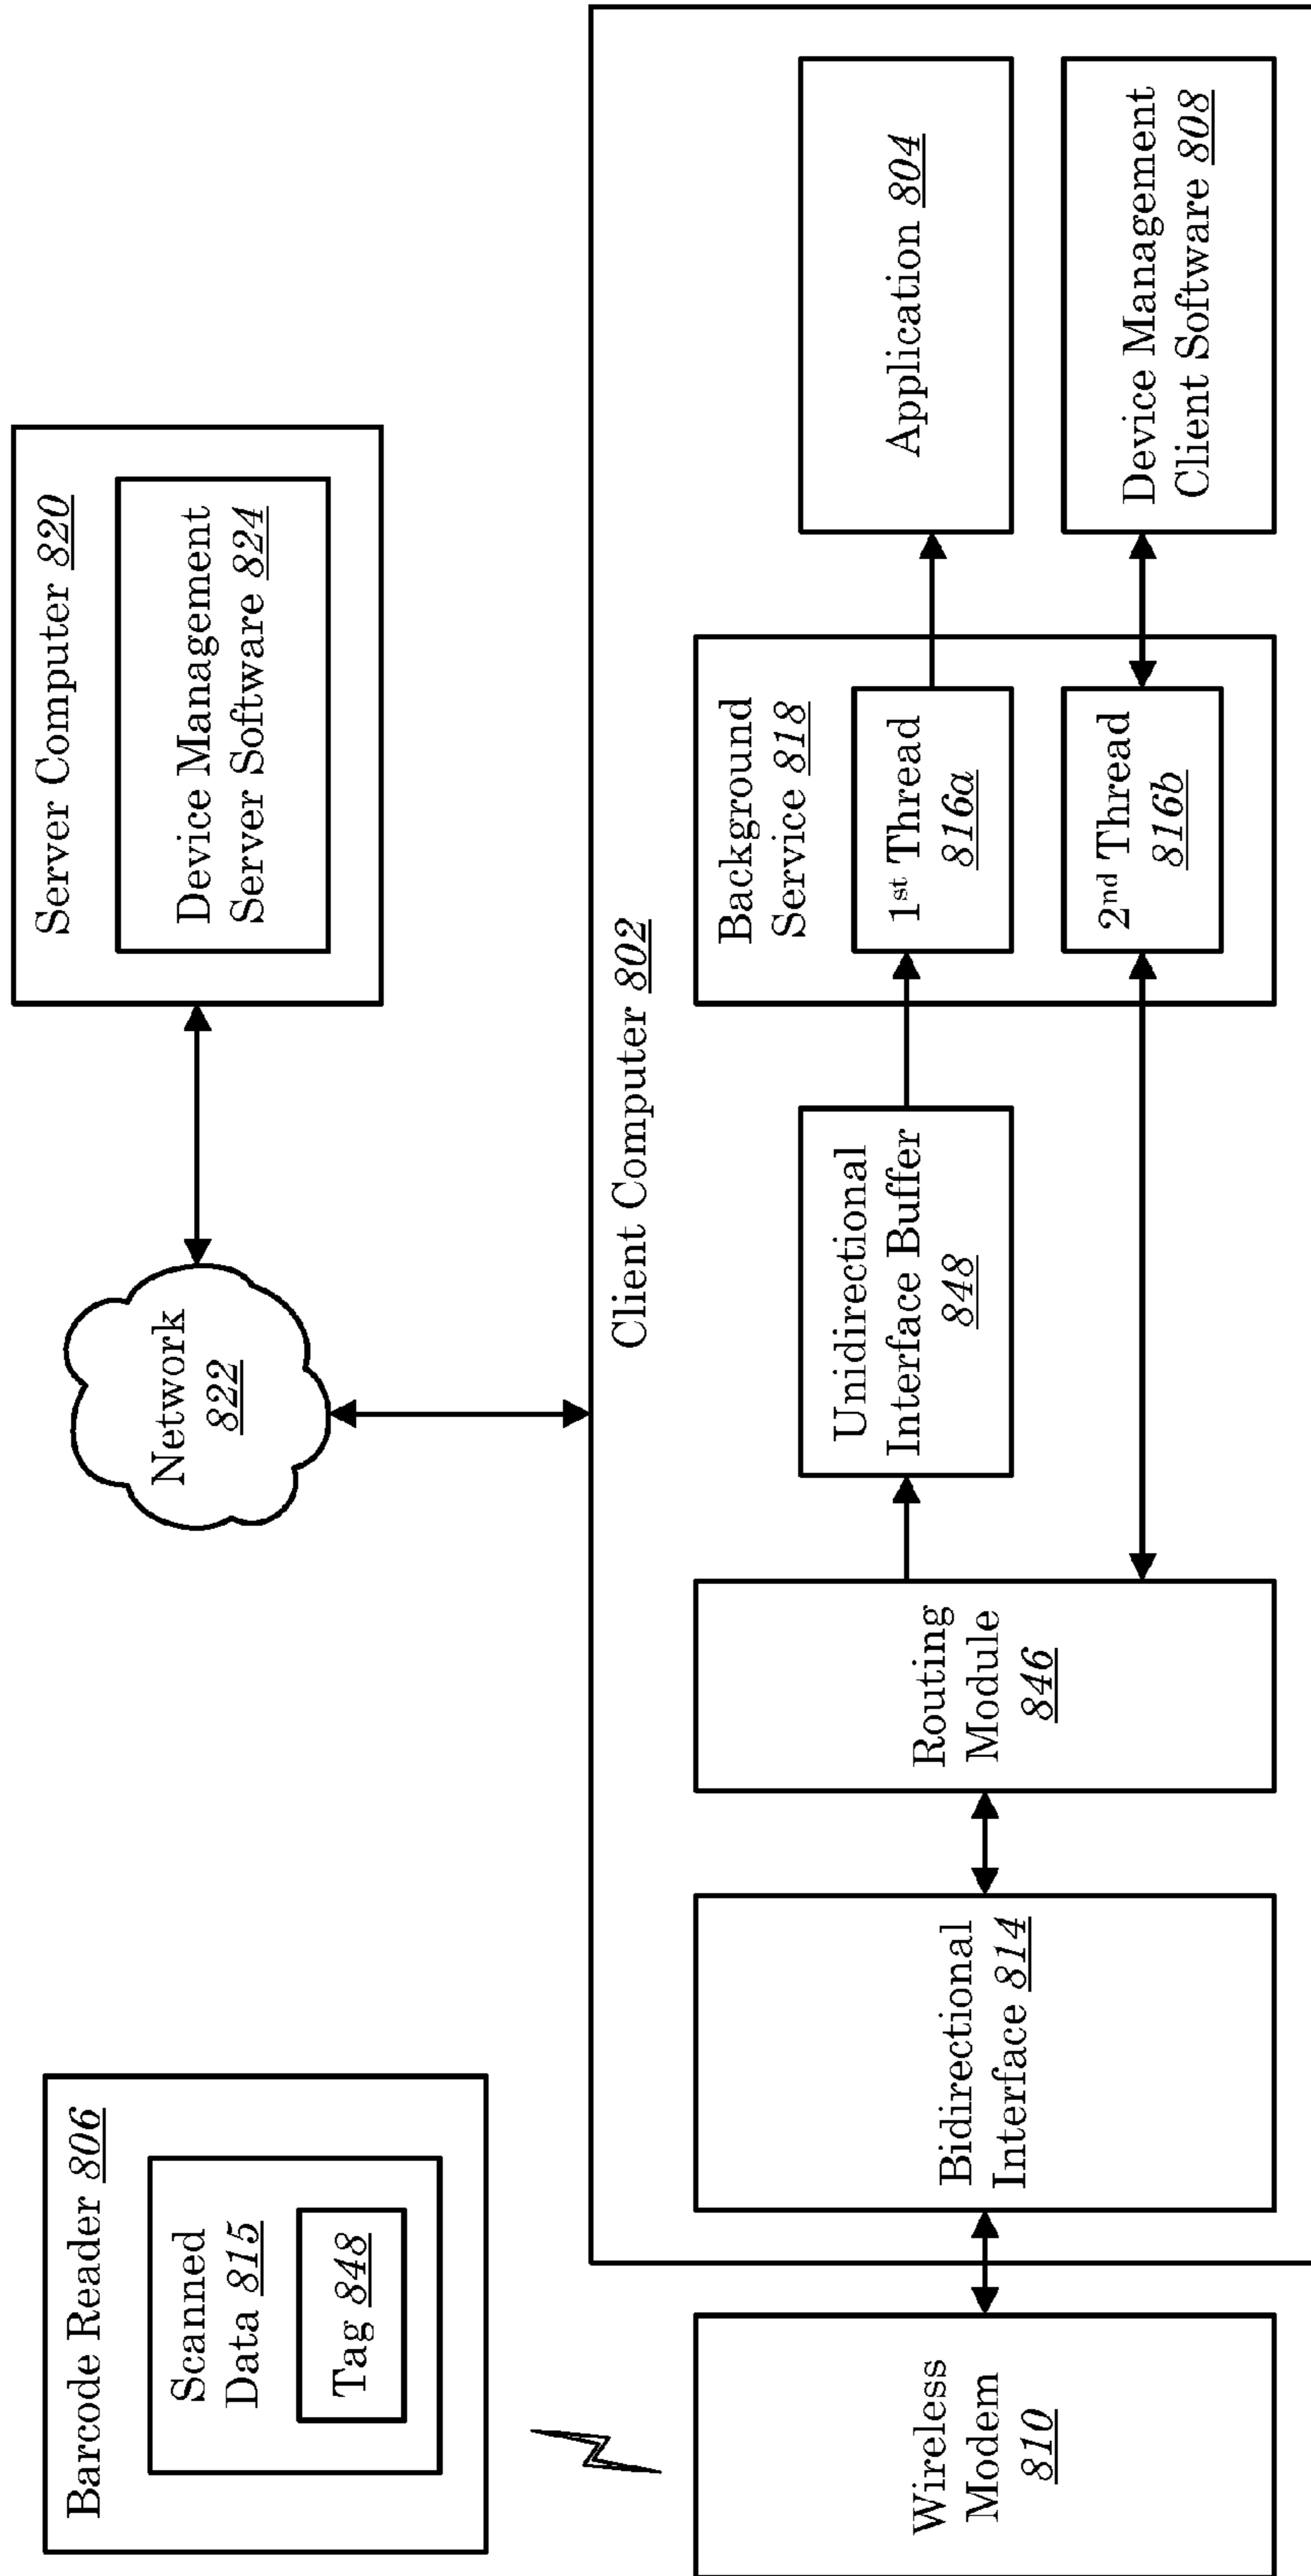 Barcode Reader 806
Scanned
Data 815
Tag 848
Network
822
Server Computer 820
Device Management
Server Software 824
Client Computer 802
Wireless
Modem
810
Bidirectional
Interface 814
Routing
Module
846
Unidirectional
Interface Buffer
848
Background
Service 818
1st Thread
816a
2nd Thread
816b
Application 804
Device Management
Client Software 808